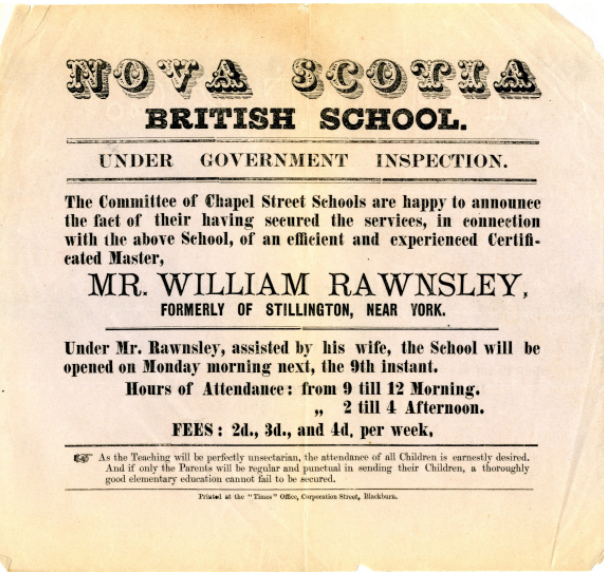 NOVA SCOTIA
BRITISH SCHOOL.
UNDER GOVERNMENT INSPECTION.
The Committee of Chapel Street Schools are happy to announce
the fact of their having secured the services, in connection
with the above School, of an efficient and experienced Certifi-
cated Master,
MR. WILLIAM RAWNSLEY,
FORMERLY OF STILLINGTON, NEAR YORK.
Under Mr. Rawnsley, assisted by his wife, the School will be
opened on Monday morning next, the 9th instant.
Hours of Attendance: from 9 till 12 Morning.
„ 2 till 4 Afternoon.
FEES: 2d., 3d., and 4d, per week,
☞ As the Teaching will be perfectly unsectarian, the attendance of all Children is earnestly desired.
And if only the Parents will be regular and punctual in sending their Children, a thoroughly
good elementary education cannot fail to be secured.
Printed at the "Times" Office, Corporation Street, Blackburn.